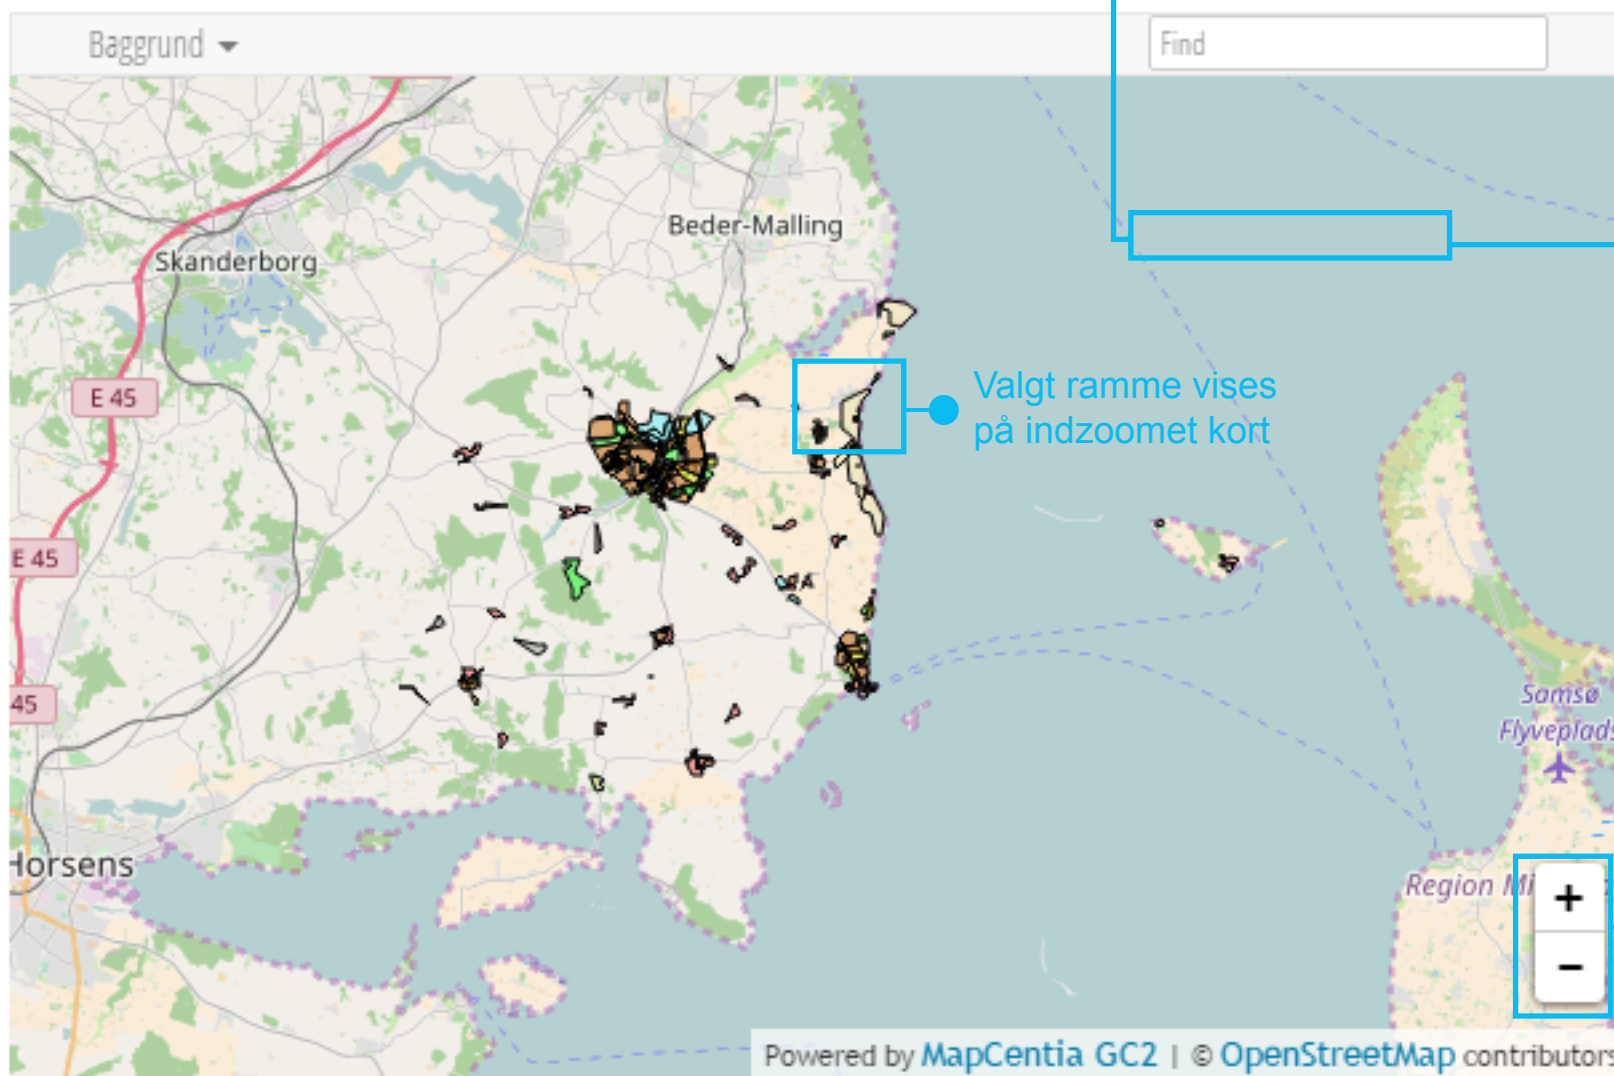 Baggrund
Find
Beder-Malling
Skanderborg
E 45
Valgt ramme vises
på indzoomet kort
E 45
45
Samsø
Flyveplads
Horsens
Region Mi
+
−
Powered by MapCentia GC2 | © OpenStreetMap contributors